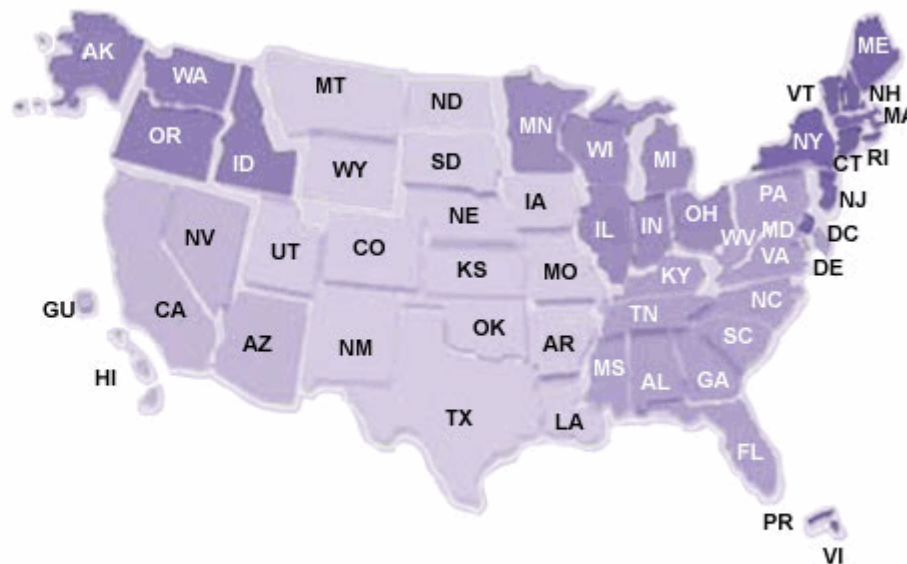 AK
WA
MT
ND
MN
ME
VT
NH
MA
OR
ID
WY
SD
WI
MI
NY
CT
RI
NV
UT
CO
NE
IA
IL
IN
OH
PA
NJ
WV
MD
DC
VA
DE
CA
KS
MO
KY
GU
AZ
NM
OK
AR
TN
NC
SC
HI
TX
LA
MS
AL
GA
FL
PR
VI